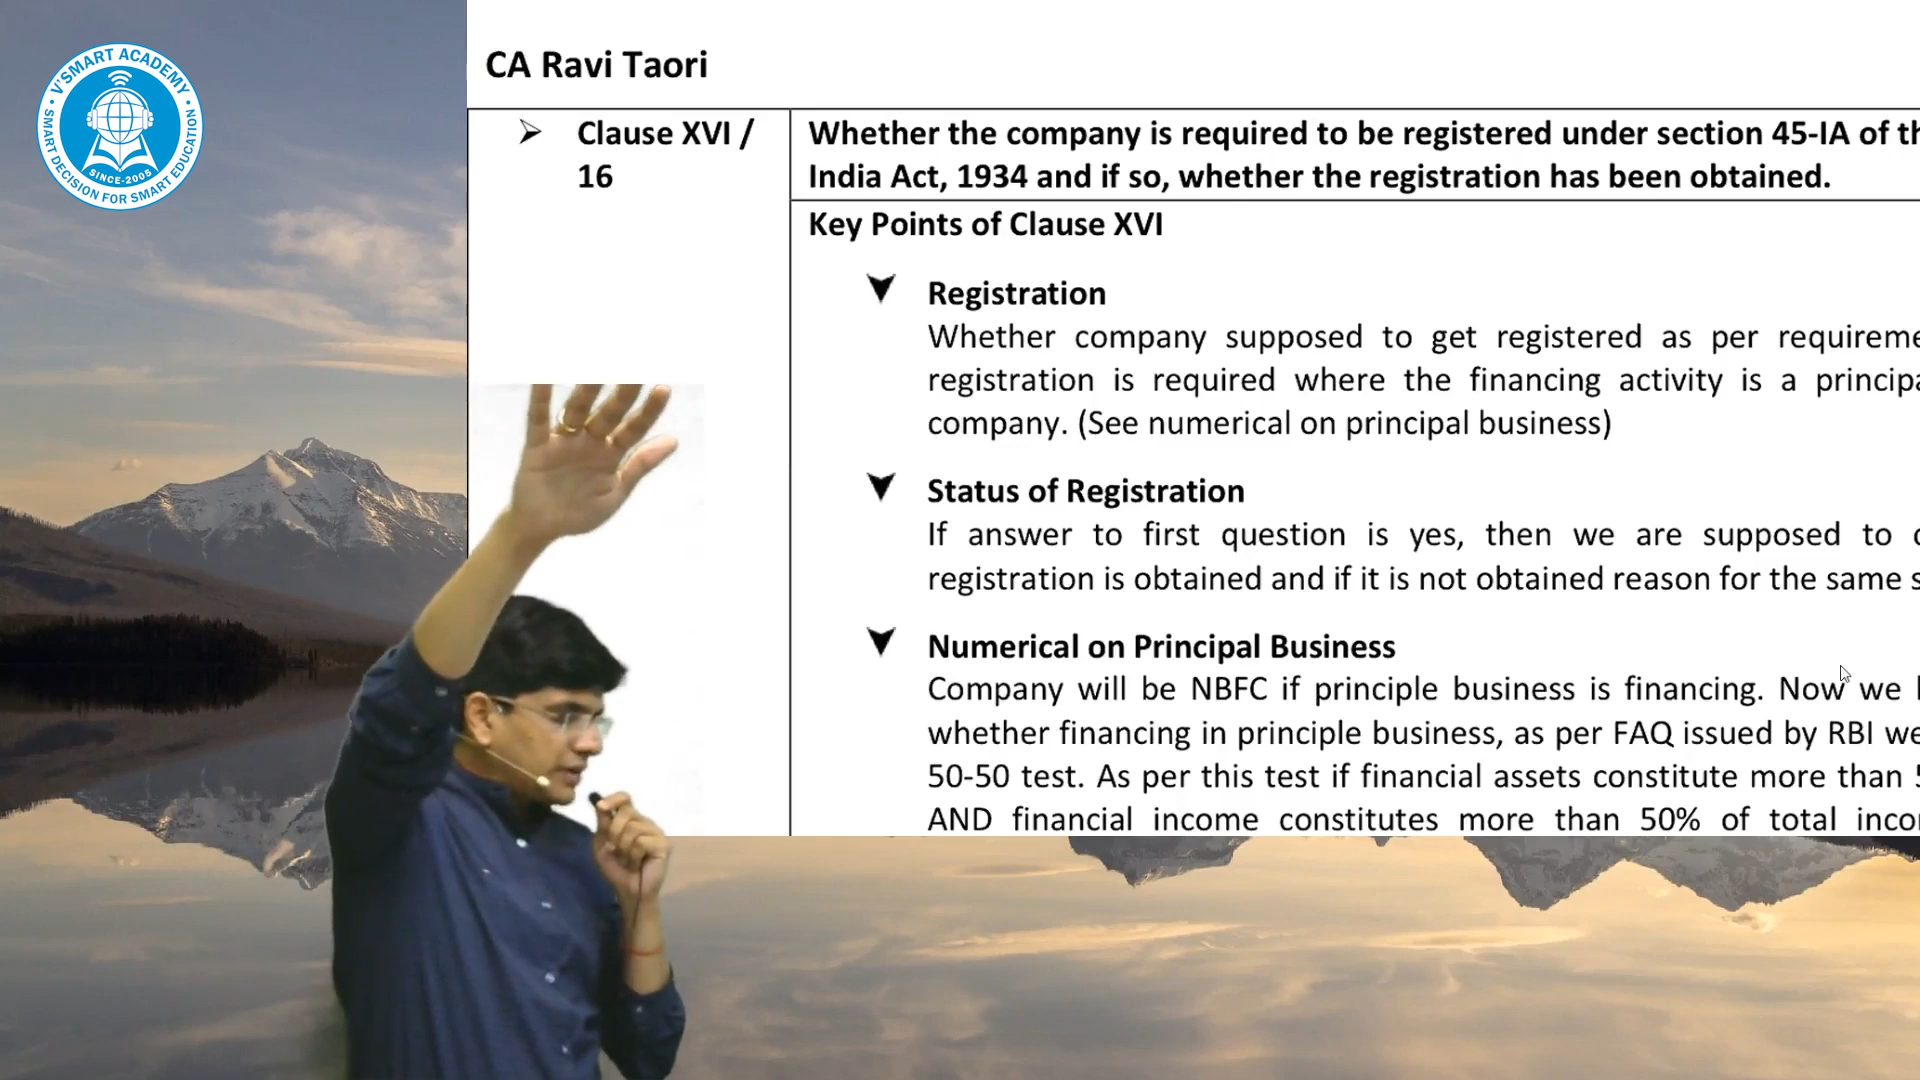 V'SMART ACADEMY
SINCE-2005
SMART DECISION FOR SMART EDUCATION
CA Ravi Taori
➢ Clause XVI /
16
Whether the company is required to be registered under section 45-IA of
India Act, 1934 and if so, whether the registration has been obtained.
Key Points of Clause XVI
Registration
Whether company supposed to get registered as per
registration is required where the financing activity is a
company. (See numerical on principal business)
Status of Registration
If answer to first question is yes, then we are supposed to
registration is obtained and if it is not obtained reason for the same
Numerical on Principal Business
Company will be NBFC if principle business is financing. Now we
whether financing in principle business, as per FAQ issued by RBI we
50-50 test. As per this test if financial assets constitute more than
AND financial income constitutes more than 50% of total